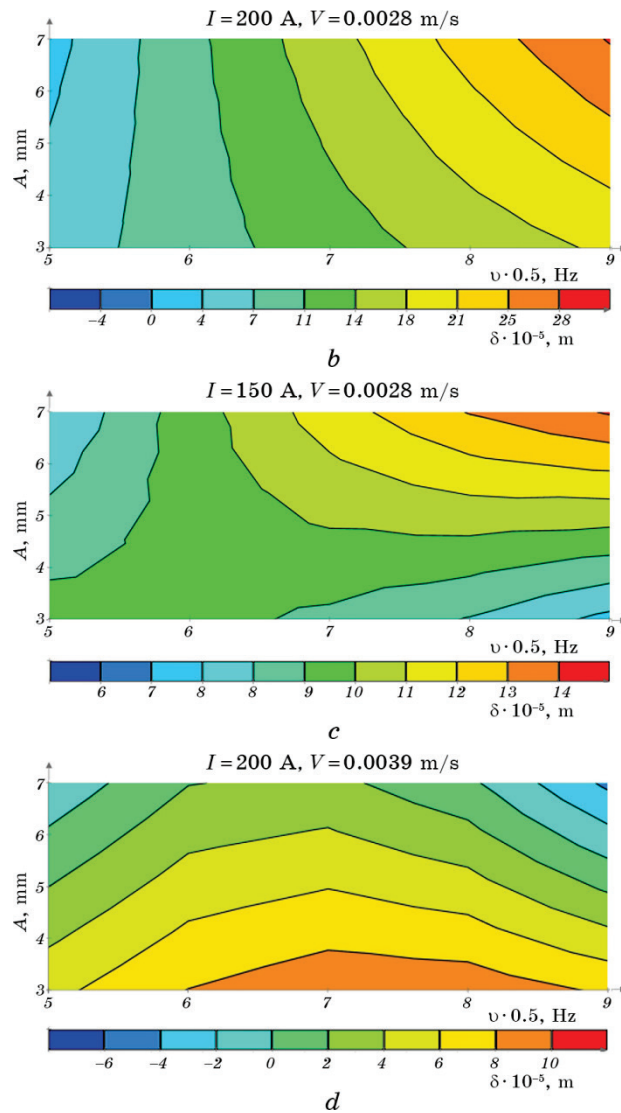 I=200 A, V=0.0028 m/s
7
6
5
4
3
A, mm
5 6 7 8 9
υ·0.5, Hz
−4 0 4 7 11 14 18 21 25 28
δ·10⁻⁵, m
b
I=150 A, V=0.0028 m/s
7
6
5
4
3
A, mm
5 6 7 8 9
υ·0.5, Hz
6 7 8 8 9 10 11 12 13 14
δ·10⁻⁵, m
c
I=200 A, V=0.0039 m/s
7
6
5
4
3
A, mm
5 6 7 8 9
υ·0.5, Hz
−6 −4 −2 0 2 4 6 8 10
δ·10⁻⁵, m
d